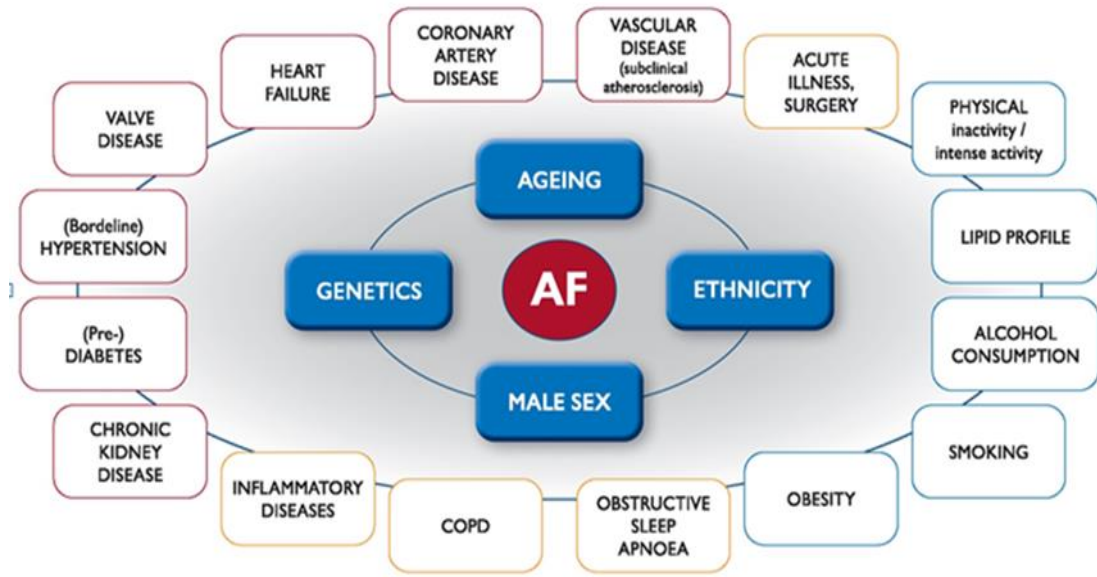 CORONARY
ARTERY
DISEASE
VASCULAR
DISEASE
(subclinical
atherosclerosis)
HEART
FAILURE
ACUTE
ILLNESS,
SURGERY
VALVE
DISEASE
PHYSICAL
inactivity /
intense activity
AGEING
(Bordeline)
HYPERTENSION
LIPID PROFILE
GENETICS
AF
ETHNICITY
(Pre-)
DIABETES
ALCOHOL
CONSUMPTION
MALE SEX
CHRONIC
KIDNEY
DISEASE
SMOKING
INFLAMMATORY
DISEASES
COPD
OBSTRUCTIVE
SLEEP
APNOEA
OBESITY